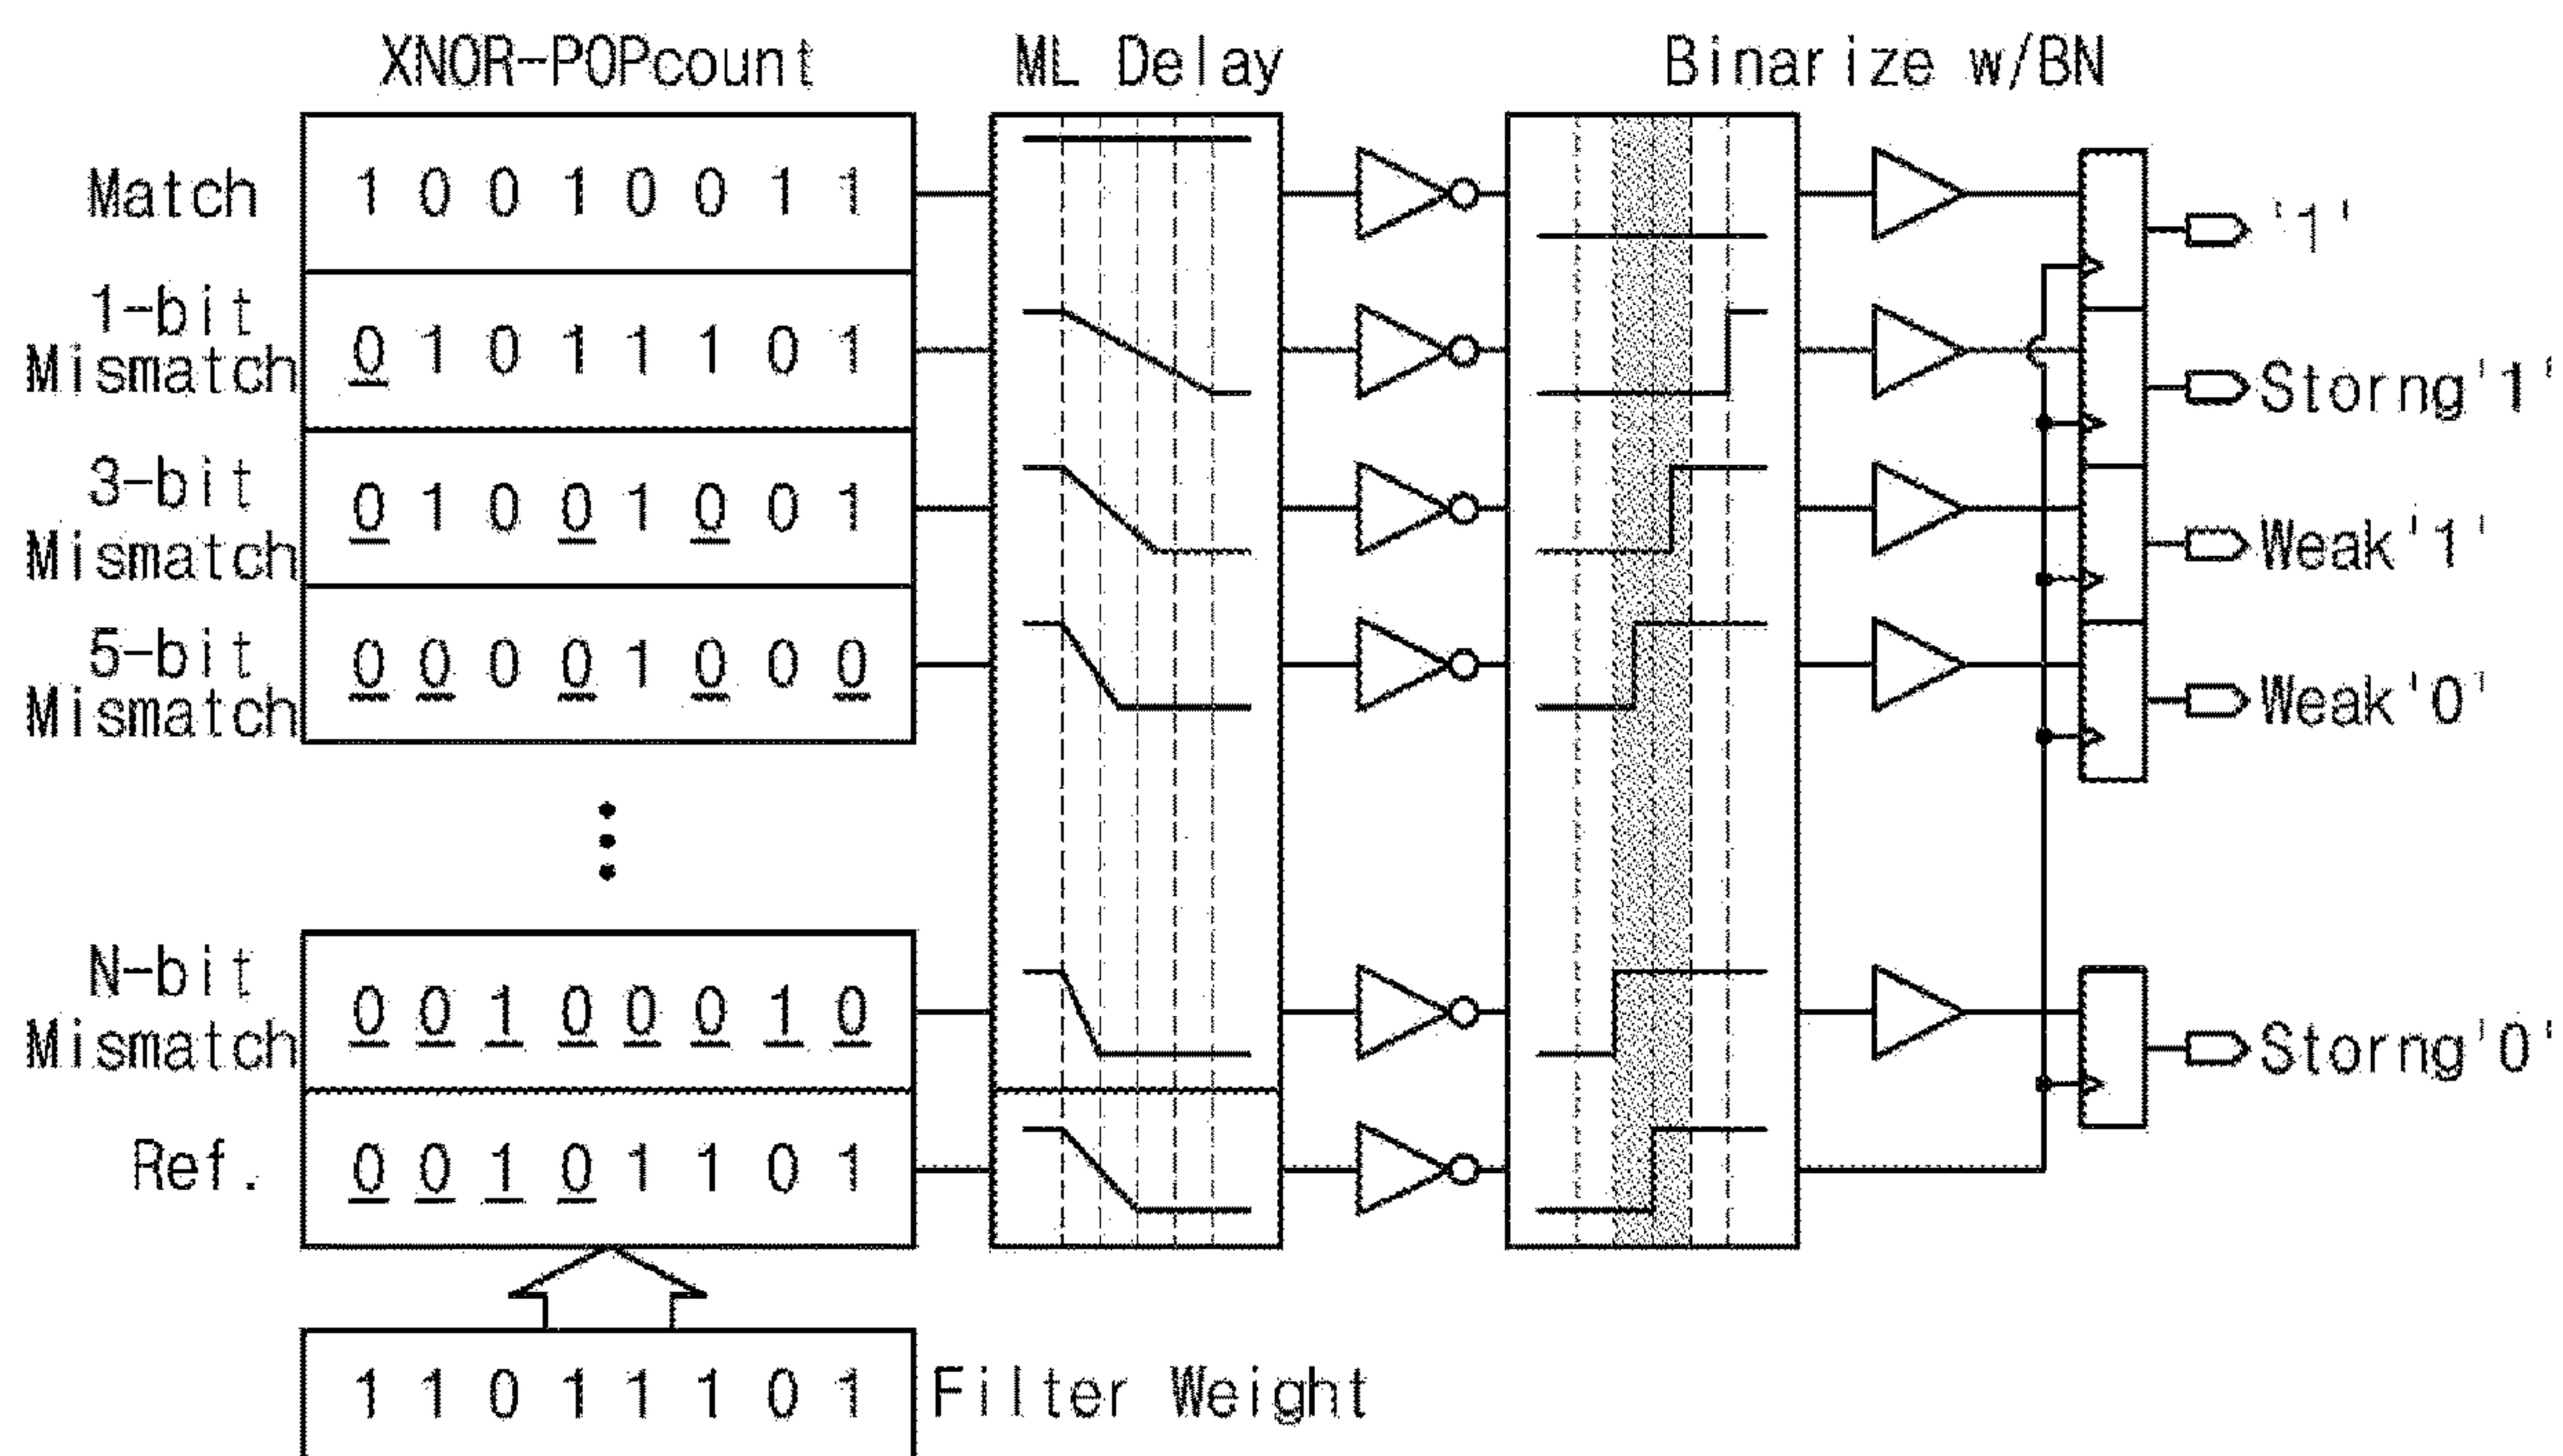 XNOR-POPcount ML Delay Binarize w/BN
Match 1 0 0 1 0 0 1 1 '1'
1-bit
Mismatch 0 1 0 1 1 1 0 1 Storng'1'
3-bit
Mismatch 0 1 0 0 1 0 0 1 Weak'1'
5-bit
Mismatch 0 0 0 0 1 0 0 0 Weak'0'
N-bit
Mismatch 0 0 1 0 0 0 1 0 Storng'0'
Ref. 0 0 1 0 1 1 0 1
1 1 0 1 1 1 0 1 Filter Weight